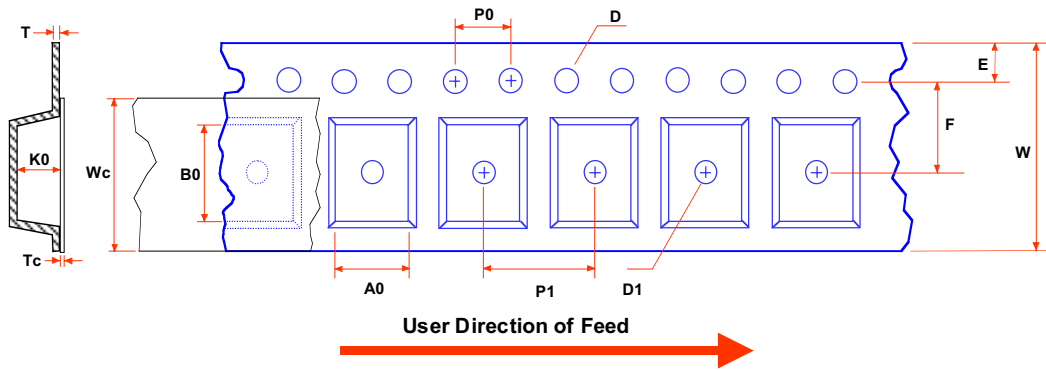 T
P0
D
E
K0
Wc
B0
F
W
Tc
A0
P1
D1
User Direction of Feed